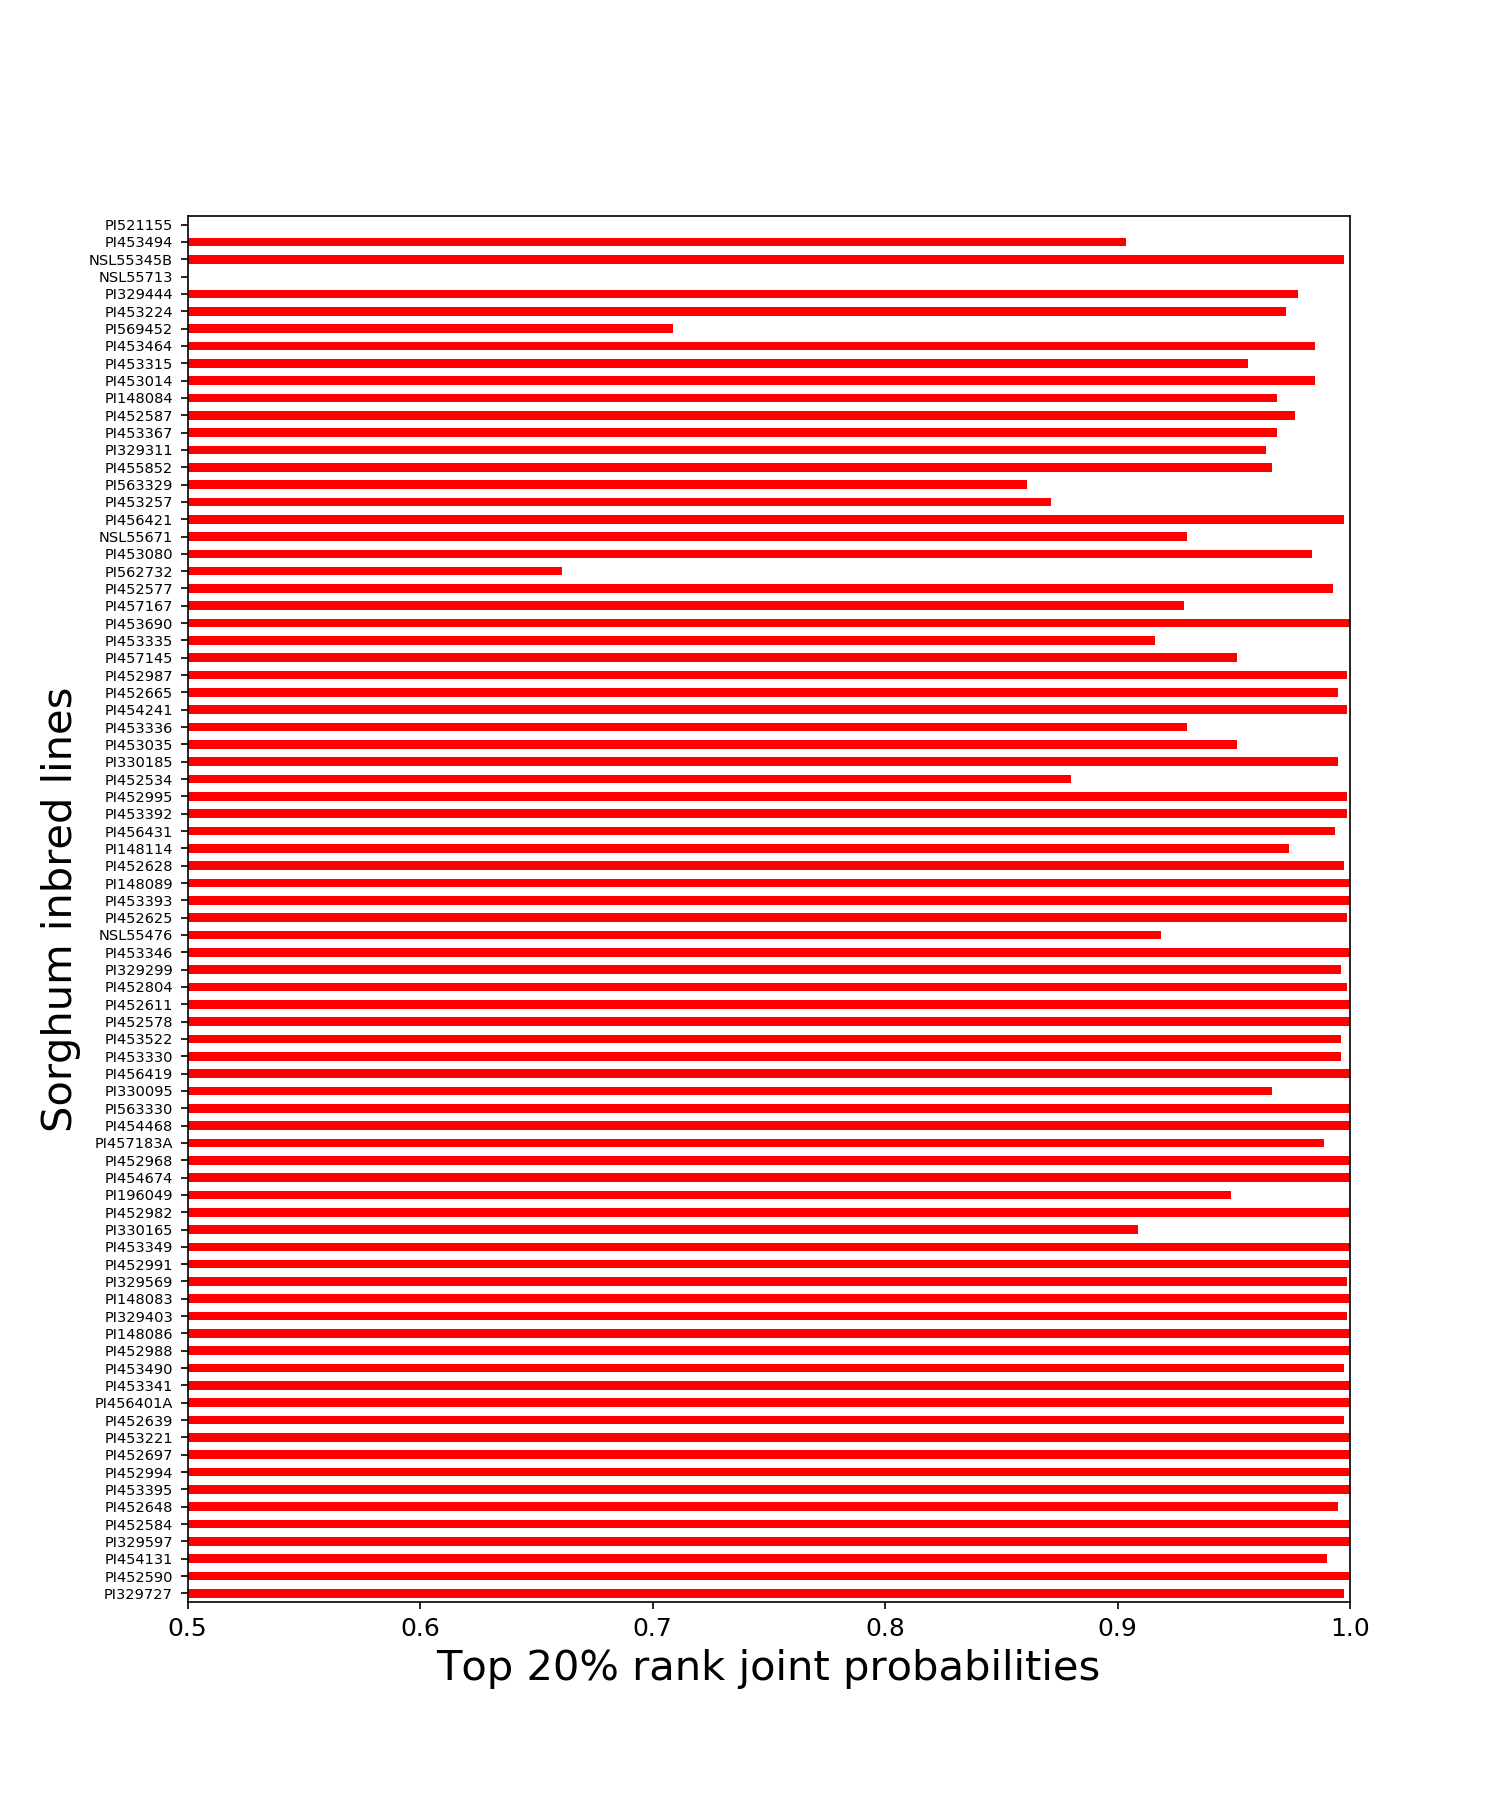 PI521155
PI453494
NSL55345B
NSL55713
PI329444
PI453224
PI569452
PI453464
PI453315
PI453014
PI148084
PI452587
PI453367
PI329311
PI455852
PI563329
PI453257
PI456421
NSL55671
PI453080
PI562732
PI452577
PI457167
PI453690
PI453335
PI457145
PI452987
PI452665
PI454241
PI453336
PI453035
PI330185
PI452534
PI452995
PI453392
PI456431
PI148114
PI452628
PI148089
PI453393
PI452625
NSL55476
PI453346
PI329299
PI452804
PI452611
PI452578
PI453522
PI453330
PI456419
PI330095
PI563330
PI454468
PI457183A
PI452968
PI454674
PI196049
PI452982
PI330165
PI453349
PI452991
PI329569
PI148083
PI329403
PI148086
PI452988
PI453490
PI453341
PI456401A
PI452639
PI453221
PI452697
PI452994
PI453395
PI452648
PI452584
PI329597
PI454131
PI452590
PI329727
Sorghum inbred lines
0.5 0.6 0.7 0.8 0.9 1.0
Top 20% rank joint probabilities